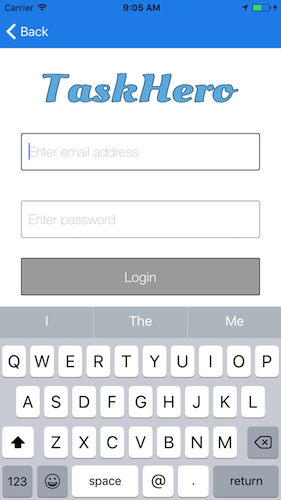 Carrier 9:05 AM
Back
TaskHero
Enter email address
Enter password
Login
I The Me
Q W E R T Y U I O P
A S D F G H J K L
Z X C V B N M
123 space @ . return